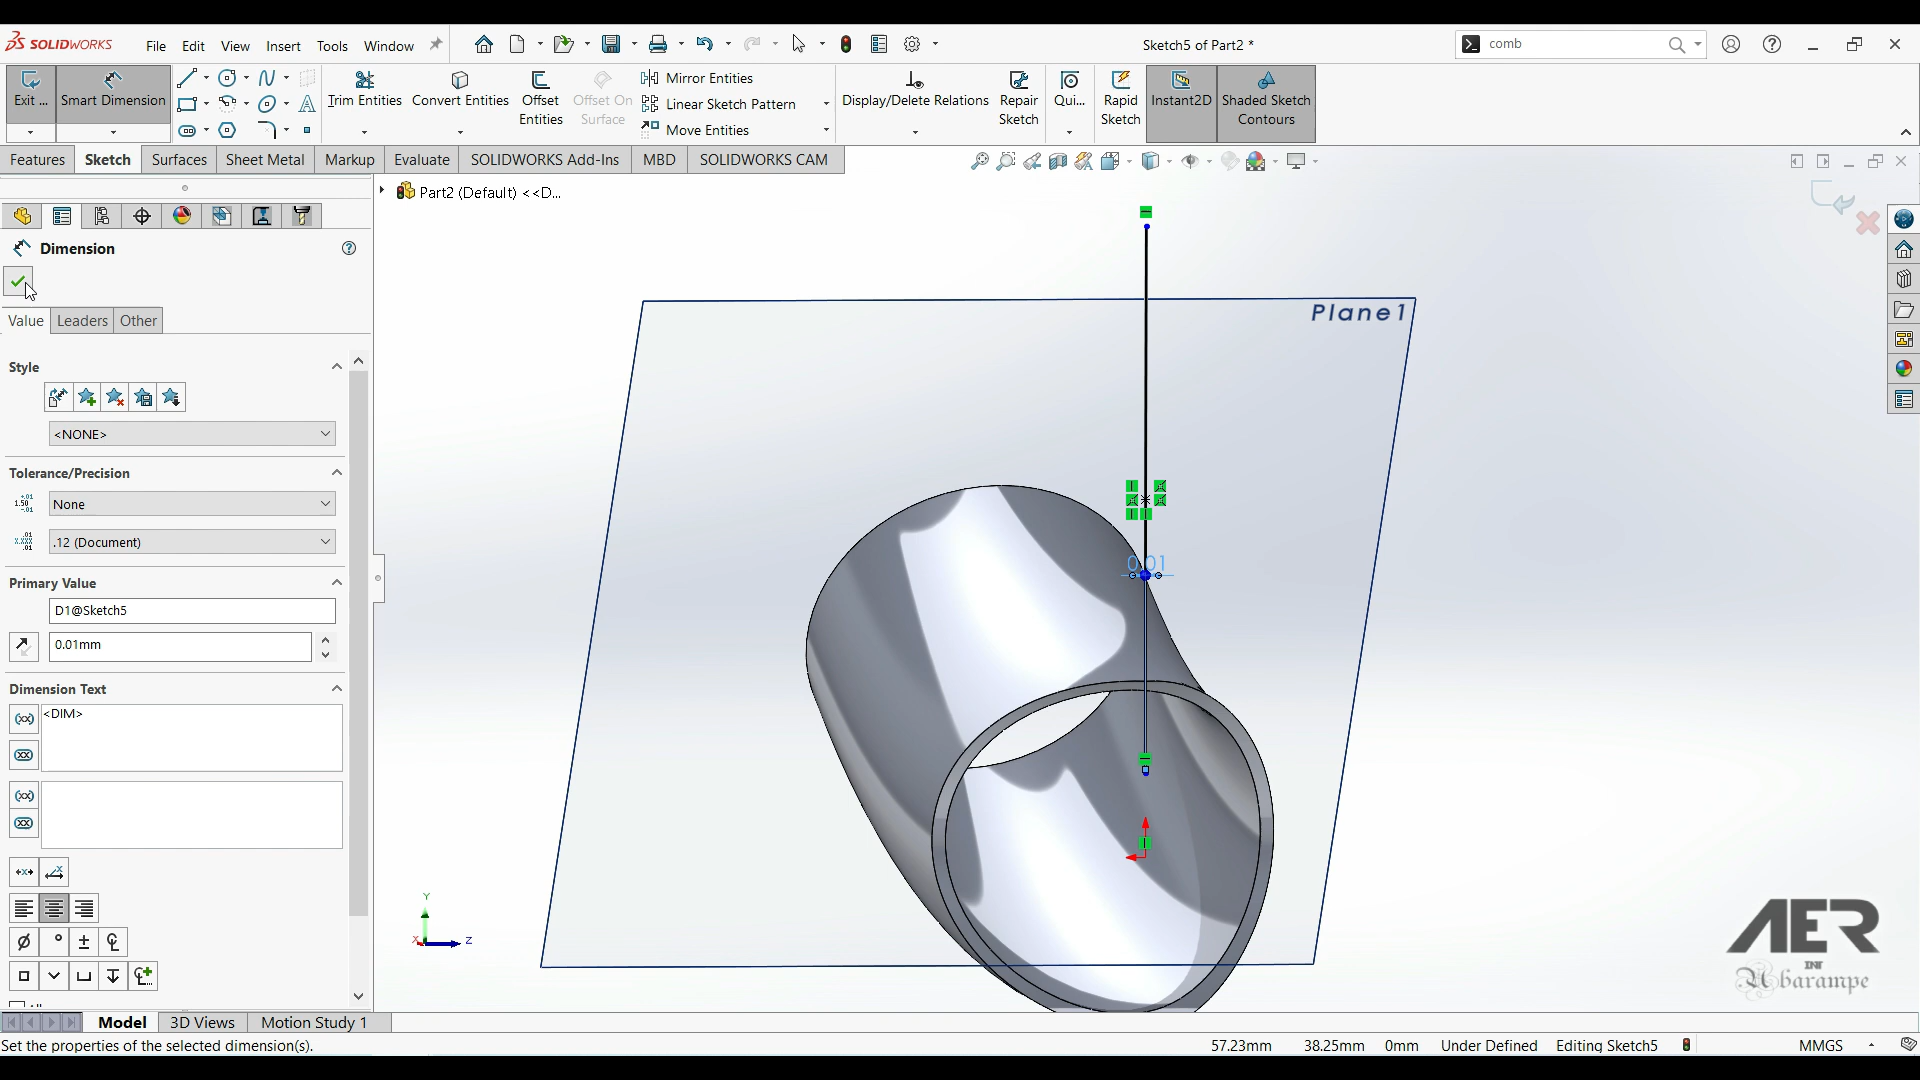 SOLIDWORKS
File Edit View Insert Tools Window
Sketch5 of Part2 *
comb
Exit ...
Smart Dimension
Trim Entities
Convert Entities
Offset Entities
Offset On Surface
Mirror Entities
Linear Sketch Pattern
Move Entities
Display/Delete Relations
Repair Sketch
Qui...
Rapid Sketch
Instant2D
Shaded Sketch Contours
Features Sketch Surfaces Sheet Metal Markup Evaluate SOLIDWORKS Add-Ins MBD SOLIDWORKS CAM
Part2 (Default) <<D...
Dimension
Value Leaders Other
Style
<NONE>
Tolerance/Precision
None
.12 (Document)
Primary Value
D1@Sketch5
0.01mm
Dimension Text
<DIM>
Plane1
0.01
Y
X
Z
AER
INT
Abarampe
Model 3D Views Motion Study 1
Set the properties of the selected dimension(s).
57.23mm 38.25mm 0mm Under Defined Editing Sketch5 MMGS